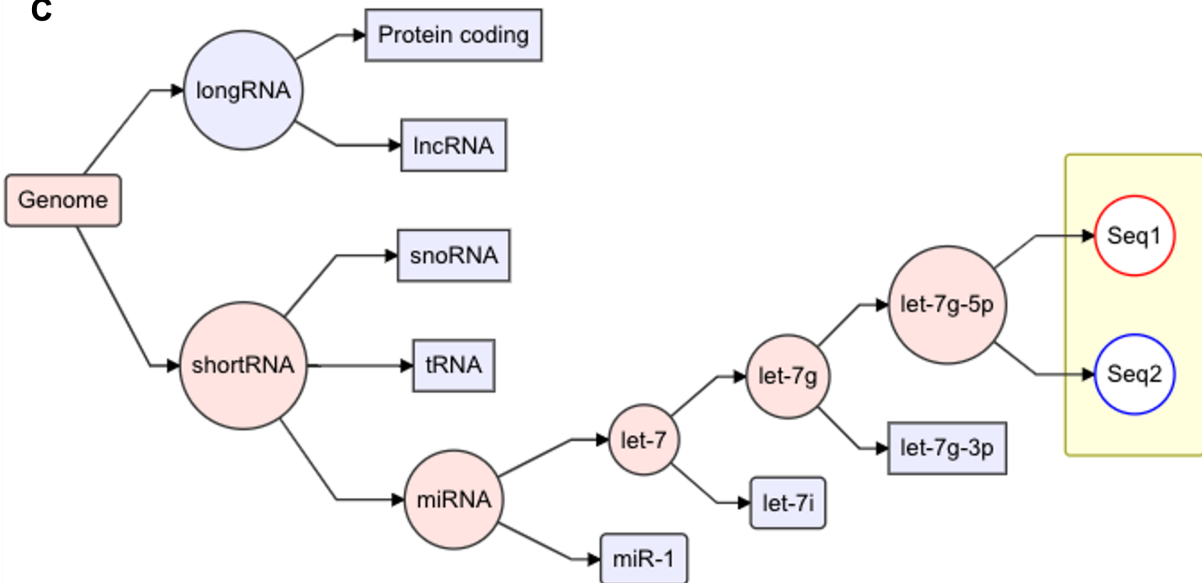 c
Protein coding
longRNA
lncRNA
Genome
snoRNA
shortRNA
tRNA
miRNA
let-7
miR-1
let-7g
let-7i
let-7g-5p
let-7g-3p
Seq1
Seq2